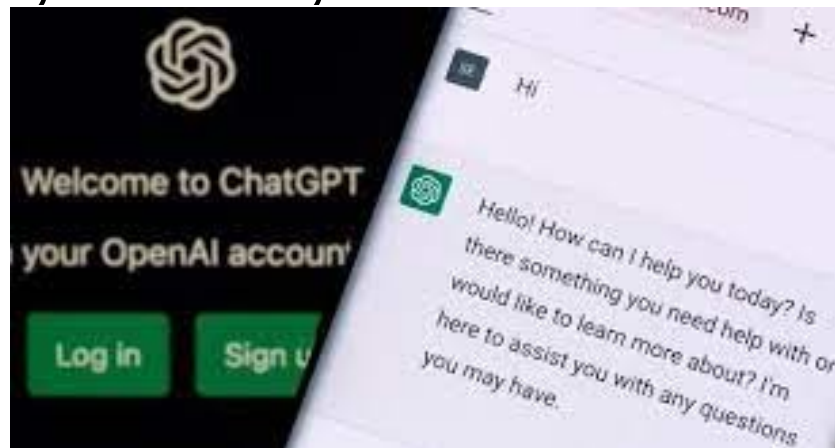 Welcome to ChatGPT
your OpenAI account
Log in
Sign u
com
Hi
Hello! How can I help you today? Is
there something you need help with or
would like to learn more about? I'm
here to assist you with any questions
you may have.